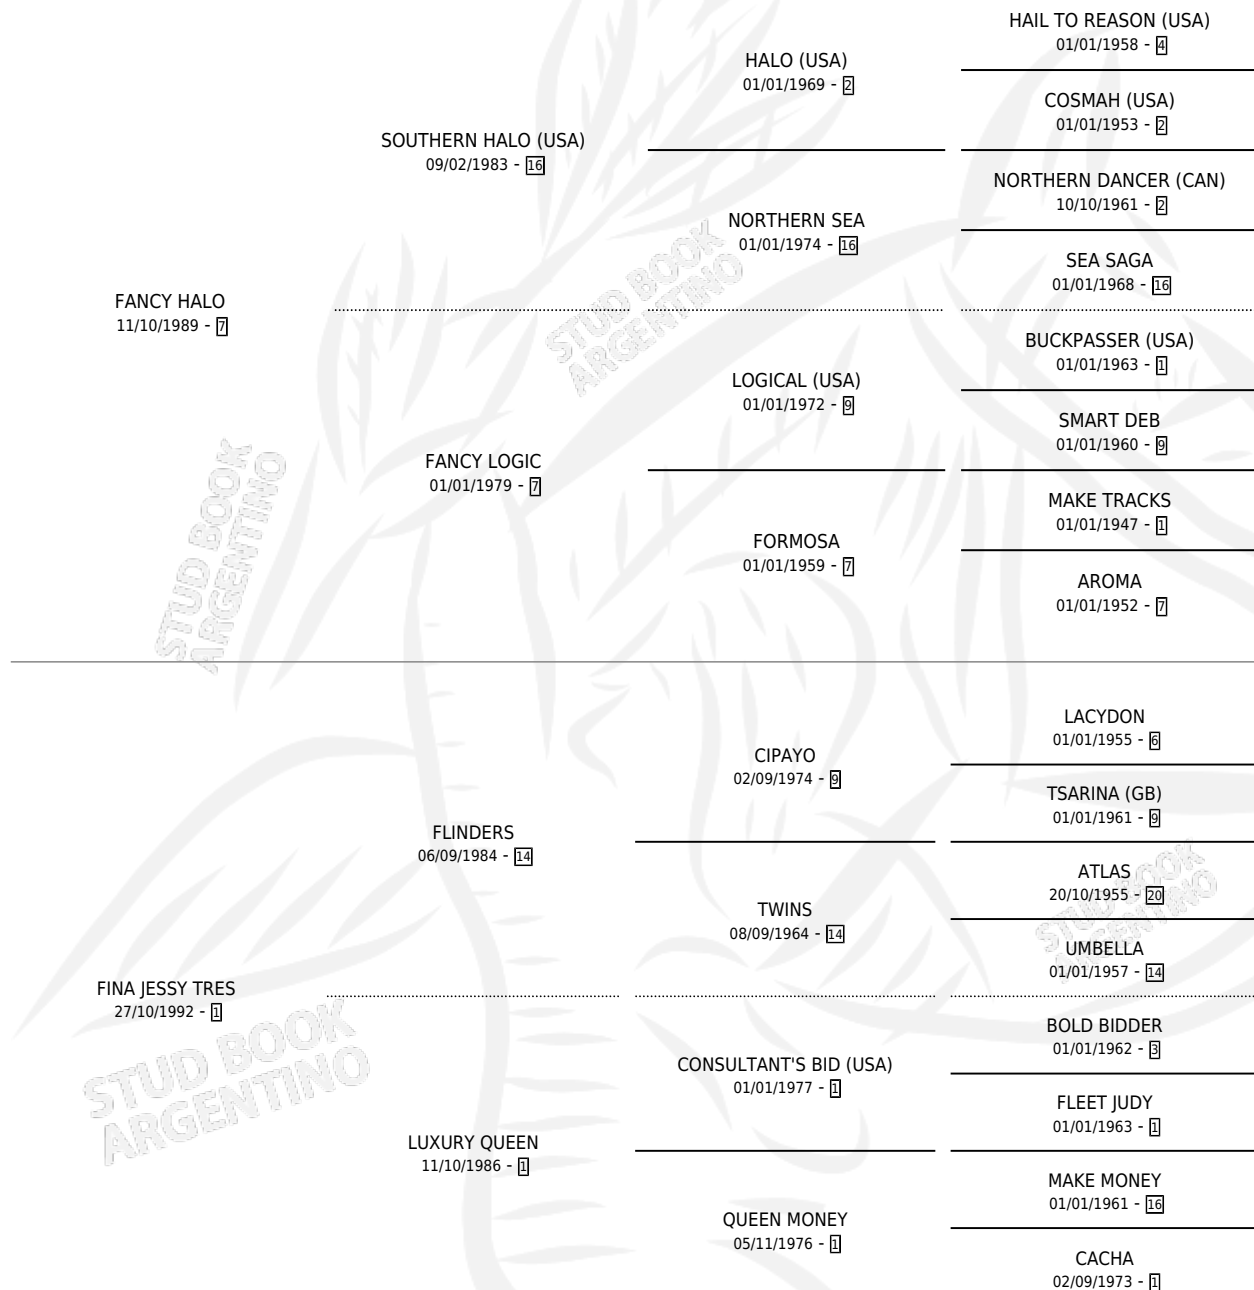 HAIL TO REASON (USA)
01/01/1958 - 4
HALO (USA)
01/01/1969 - 2
COSMAH (USA)
01/01/1953 - 2
SOUTHERN HALO (USA)
09/02/1983 - 16
NORTHERN DANCER (CAN)
10/10/1961 - 2
NORTHERN SEA
01/01/1974 - 16
SEA SAGA
01/01/1968 - 16
FANCY HALO
11/10/1989 - 7
STUD BOOK
ARGENTINO
BUCKPASSER (USA)
01/01/1963 - 1
LOGICAL (USA)
01/01/1972 - 9
SMART DEB
01/01/1960 - 9
FANCY LOGIC
01/01/1979 - 7
MAKE TRACKS
01/01/1947 - 1
FORMOSA
01/01/1959 - 7
AROMA
01/01/1952 - 7
STUD BOOK
ARGENTINO
LACYDON
01/01/1955 - 6
CIPAYO
02/09/1974 - 9
TSARINA (GB)
01/01/1961 - 9
FLINDERS
06/09/1984 - 14
ATLAS
20/10/1955 - 20
TWINS
08/09/1964 - 14
UMBELLA
01/01/1957 - 14
STUD BOOK
ARGENTINO
FINA JESSY TRES
27/10/1992 - 1
BOLD BIDDER
01/01/1962 - 3
CONSULTANT'S BID (USA)
01/01/1977 - 1
FLEET JUDY
01/01/1963 - 1
STUD BOOK
ARGENTINO
LUXURY QUEEN
11/10/1986 - 1
MAKE MONEY
01/01/1961 - 16
QUEEN MONEY
05/11/1976 - 1
CACHA
02/09/1973 - 1